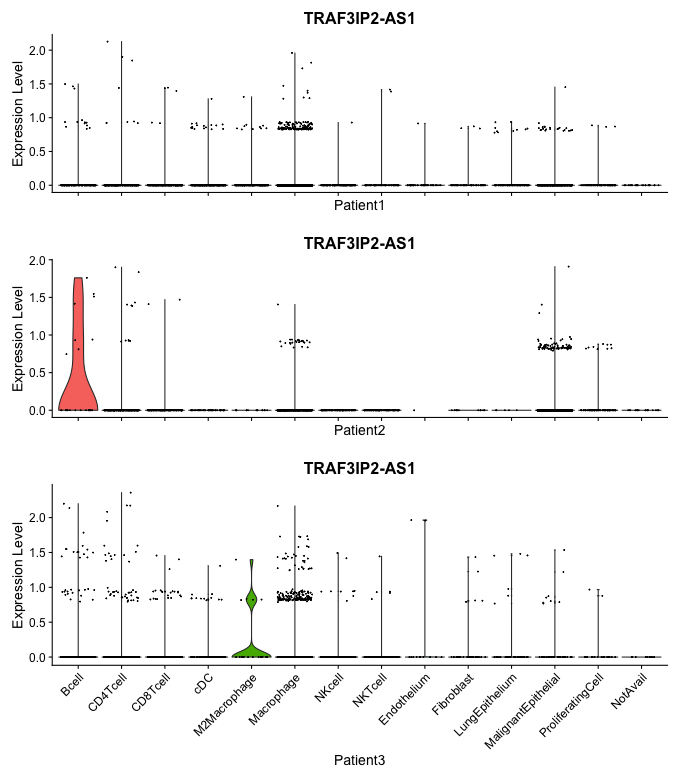 TRAF3IP2-AS1
Expression Level
2.0
1.5
1.0
0.5
0.0
Patient1
TRAF3IP2-AS1
Expression Level
2.0
1.5
1.0
0.5
0.0
Patient2
TRAF3IP2-AS1
Expression Level
2.0
1.5
1.0
0.5
0.0
Bcell
CD4Tcell
CD8Tcell
cDC
M2Macrophage
Macrophage
NKcell
NKTcell
Endothelium
Fibroblast
LungEpithelium
MalignantEpithelial
ProliferatingCell
NotAvail
Patient3